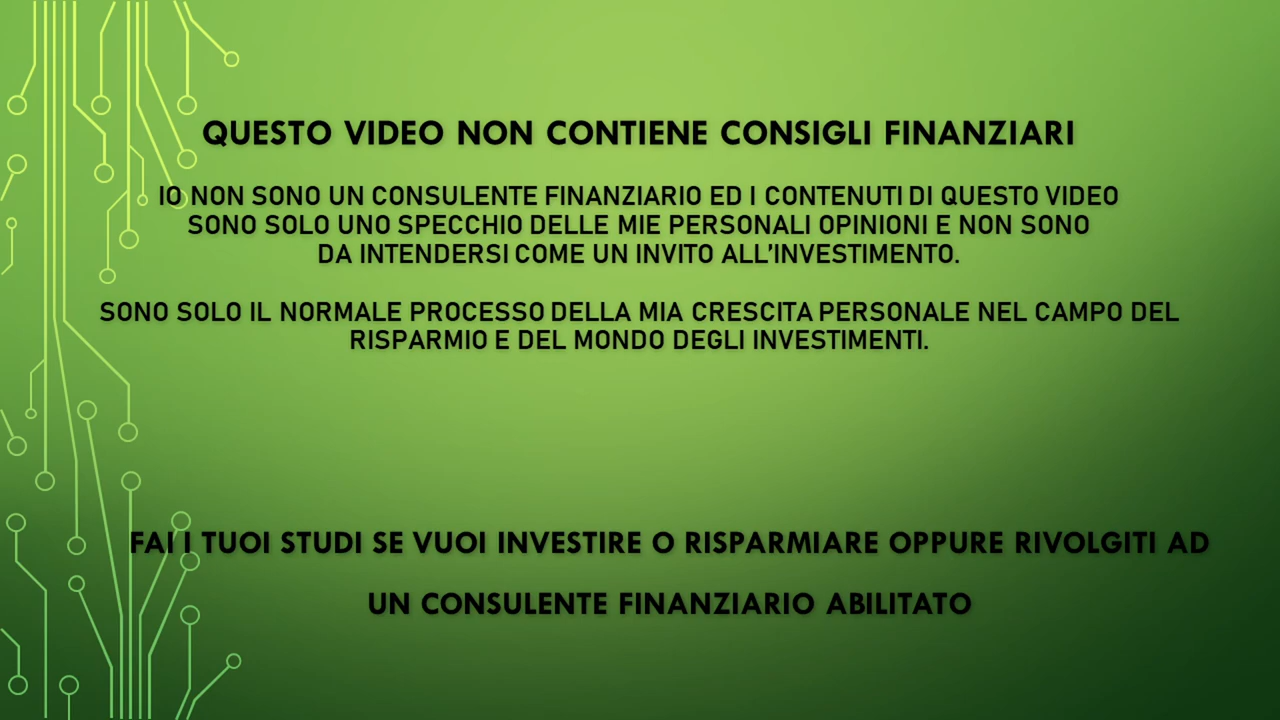 QUESTO VIDEO NON CONTIENE CONSIGLI FINANZIARI
IO NON SONO UN CONSULENTE FINANZIARIO ED I CONTENUTI DI QUESTO VIDEO
SONO SOLO UNO SPECCHIO DELLE MIE PERSONALI OPINIONI E NON SONO
DA INTENDERSI COME UN INVITO ALL'INVESTIMENTO.
SONO SOLO IL NORMALE PROCESSO DELLA MIA CRESCITA PERSONALE NEL CAMPO DEL
RISPARMIO E DEL MONDO DEGLI INVESTIMENTI.
FAI I TUOI STUDI SE VUOI INVESTIRE O RISPARMIARE OPPURE RIVOLGITI AD
UN CONSULENTE FINANZIARIO ABILITATO